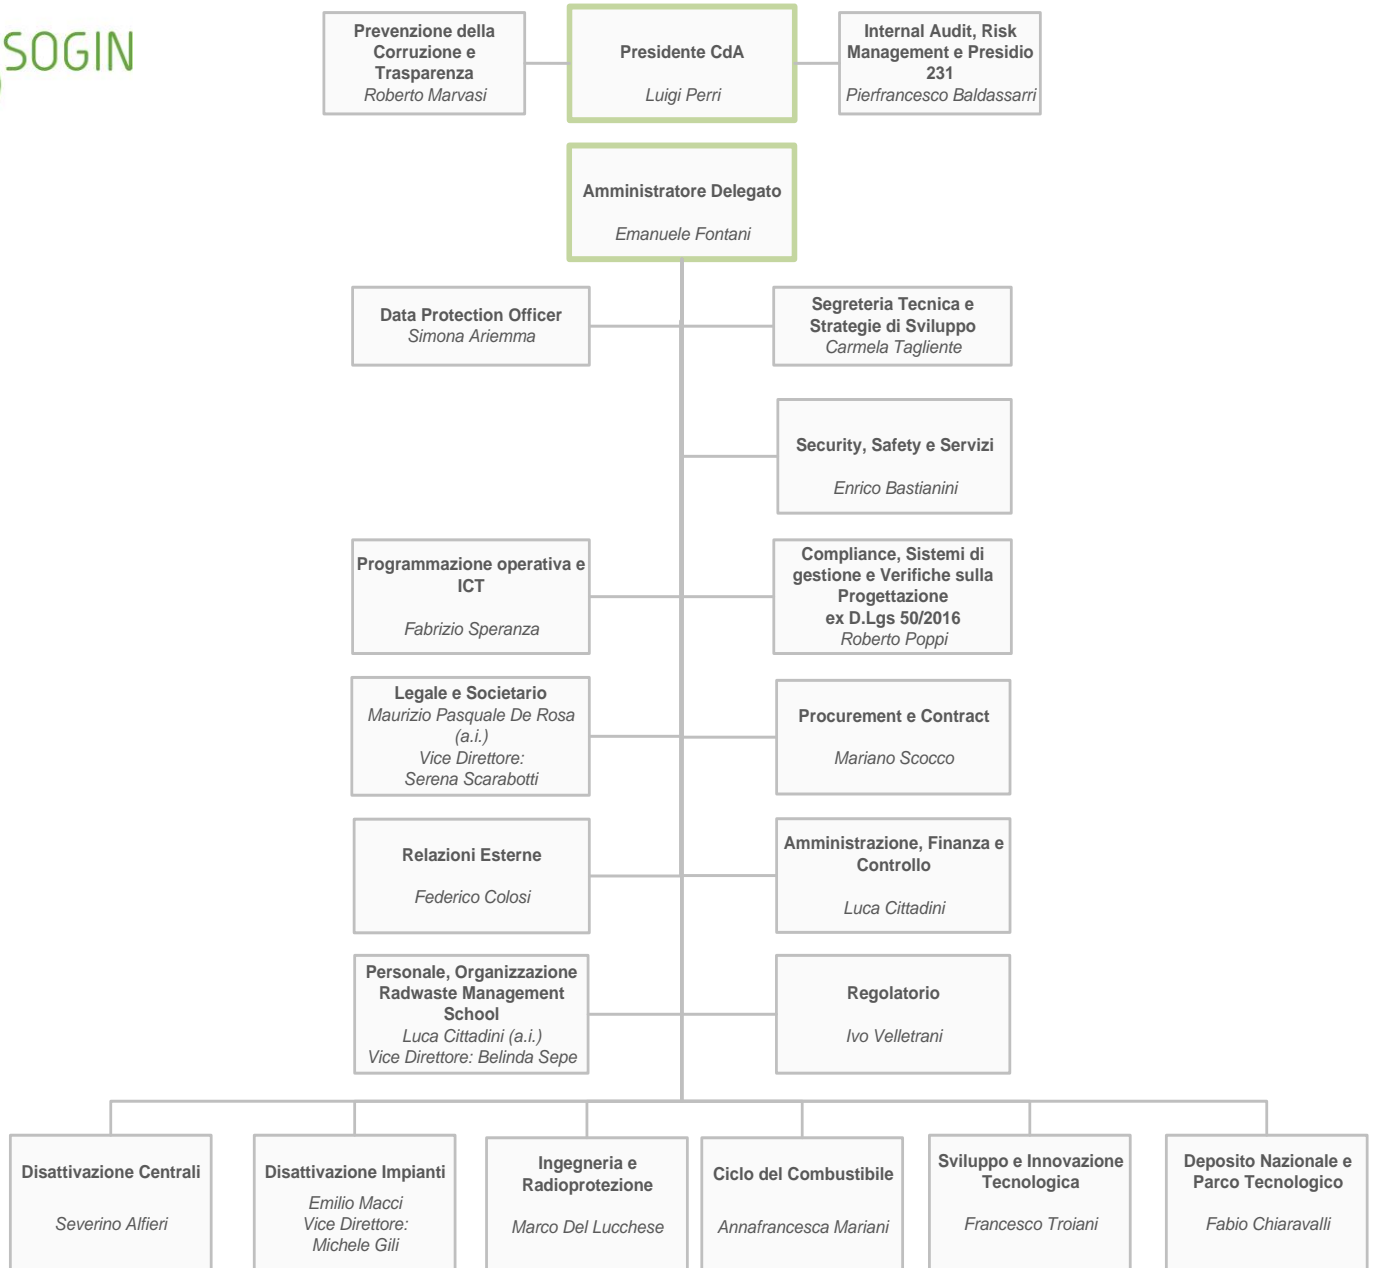 SOGIN
Prevenzione della
Corruzione e
Trasparenza
Roberto Marvasi
Presidente CdA
Luigi Perri
Internal Audit, Risk
Management e Presidio
231
Pierfrancesco Baldassarri
Amministratore Delegato
Emanuele Fontani
Data Protection Officer
Simona Ariemma
Segreteria Tecnica e
Strategie di Sviluppo
Carmela Tagliente
Security, Safety e Servizi
Enrico Bastianini
Programmazione operativa e
ICT
Fabrizio Speranza
Compliance, Sistemi di
gestione e Verifiche sulla
Progettazione
ex D.Lgs 50/2016
Roberto Poppi
Legale e Societario
Maurizio Pasquale De Rosa
(a.i.)
Vice Direttore:
Serena Scarabotti
Procurement e Contract
Mariano Scocco
Relazioni Esterne
Federico Colosi
Amministrazione, Finanza e
Controllo
Luca Cittadini
Personale, Organizzazione
Radwaste Management
School
Luca Cittadini (a.i.)
Vice Direttore: Belinda Sepe
Regolatorio
Ivo Velletrani
Disattivazione Centrali
Severino Alfieri
Disattivazione Impianti
Emilio Macci
Vice Direttore:
Michele Gili
Ingegneria e
Radioprotezione
Marco Del Lucchese
Ciclo del Combustibile
Annafrancesca Mariani
Sviluppo e Innovazione
Tecnologica
Francesco Troiani
Deposito Nazionale e
Parco Tecnologico
Fabio Chiaravalli